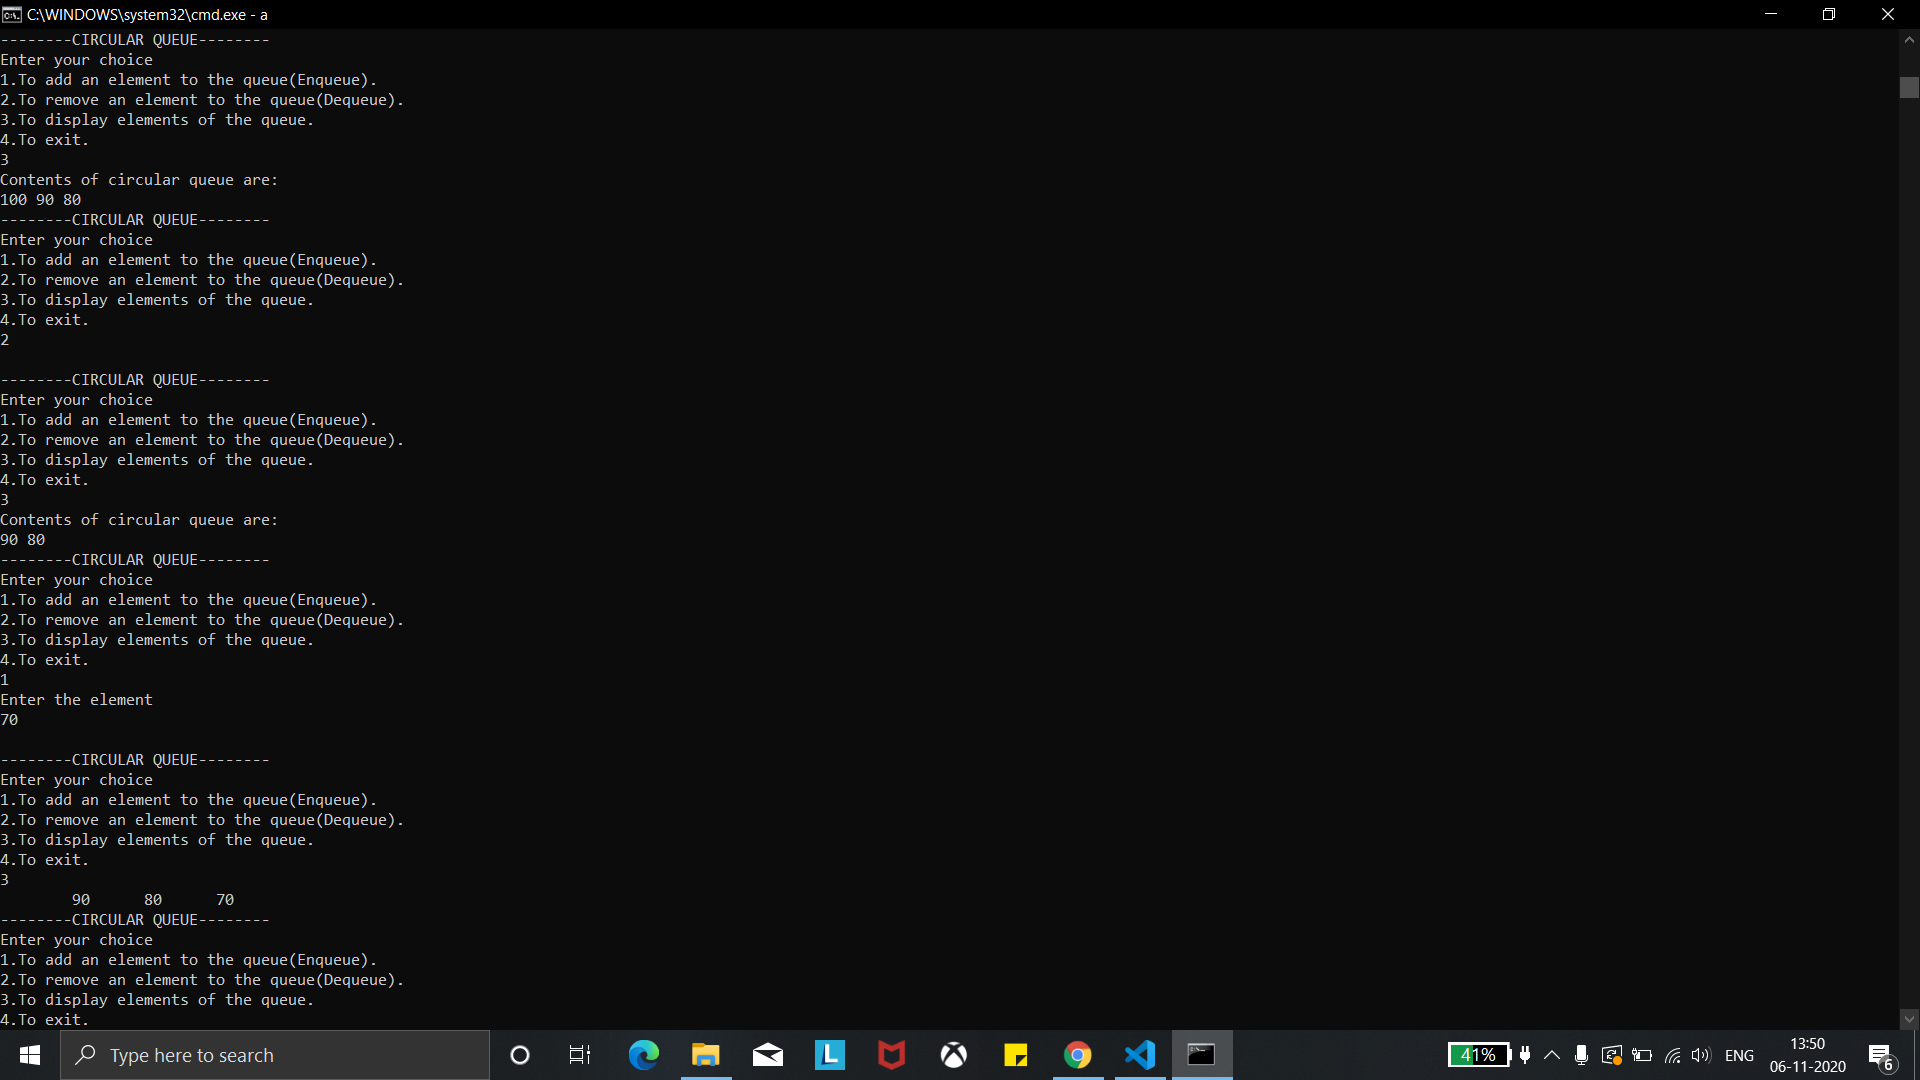 C:\WINDOWS\system32\cmd.exe - a
--------CIRCULAR QUEUE--------
Enter your choice
1.To add an element to the queue(Enqueue).
2.To remove an element to the queue(Dequeue).
3.To display elements of the queue.
4.To exit.
3
Contents of circular queue are:
100 90 80
--------CIRCULAR QUEUE--------
Enter your choice
1.To add an element to the queue(Enqueue).
2.To remove an element to the queue(Dequeue).
3.To display elements of the queue.
4.To exit.
2
--------CIRCULAR QUEUE--------
Enter your choice
1.To add an element to the queue(Enqueue).
2.To remove an element to the queue(Dequeue).
3.To display elements of the queue.
4.To exit.
3
Contents of circular queue are:
90 80
--------CIRCULAR QUEUE--------
Enter your choice
1.To add an element to the queue(Enqueue).
2.To remove an element to the queue(Dequeue).
3.To display elements of the queue.
4.To exit.
1
Enter the element
70
--------CIRCULAR QUEUE--------
Enter your choice
1.To add an element to the queue(Enqueue).
2.To remove an element to the queue(Dequeue).
3.To display elements of the queue.
4.To exit.
3
90 80 70
--------CIRCULAR QUEUE--------
Enter your choice
1.To add an element to the queue(Enqueue).
2.To remove an element to the queue(Dequeue).
3.To display elements of the queue.
4.To exit.
Type here to search
L
41%
ENG
13:50
06-11-2020
6